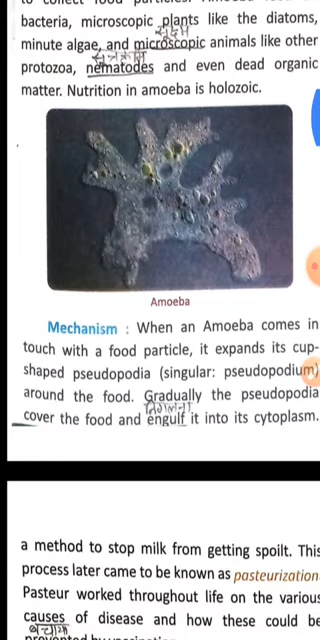 bacteria, microscopic plants like the diatoms,
सूक्ष्म
minute algae, and microscopic animals like other
protozoa, nematodes and even dead organic
matter. Nutrition in amoeba is holozoic.
Amoeba
Mechanism : When an Amoeba comes in
touch with a food particle, it expands its cup-
shaped pseudopodia (singular: pseudopodium)
around the food. Gradually the pseudopodia
निगलना
cover the food and engulf it into its cytoplasm.
a method to stop milk from getting spoilt. This
process later came to be known as pasteurization
Pasteur worked throughout life on the various
causes of disease and how these could be